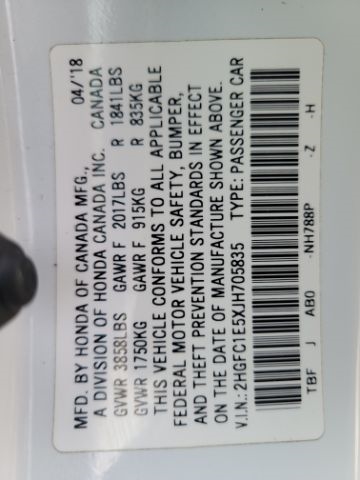 MFD. BY HONDA OF CANADA MFG., 04/'18
A DIVISION OF HONDA CANADA INC. CANADA
GVWR 3858LBS GAWR F 2017LBS R 1841LBS
GVWR 1750KG GAWR F 915KG R 835KG
THIS VEHICLE CONFORMS TO ALL APPLICABLE
FEDERAL MOTOR VEHICLE SAFETY, BUMPER,
AND THEFT PREVENTION STANDARDS IN EFFECT
ON THE DATE OF MANUFACTURE SHOWN ABOVE.
V.I.N.: 2HGFC1E5XJH705835 TYPE: PASSENGER CAR
TBF J AB0 -NH788P -Z -H